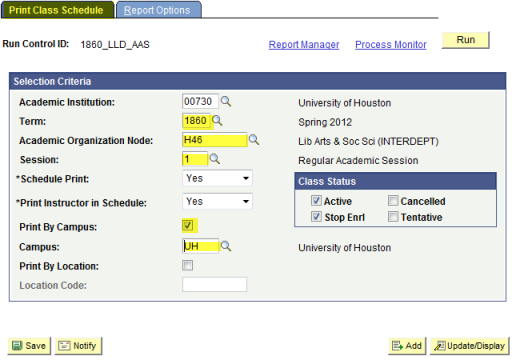 Print Class Schedule Report Options
Run Control ID: 1860_LLD_AAS Report Manager Process Monitor Run
Selection Criteria
Academic Institution: 00730 University of Houston
Term: 1860 Spring 2012
Academic Organization Node: H46 Lib Arts & Soc Sci (INTERDEPT)
Session: 1 Regular Academic Session
*Schedule Print: Yes Class Status
Active Cancelled
*Print Instructor in Schedule: Yes Stop Enrl Tentative
Print By Campus:
Campus: UH University of Houston
Print By Location:
Location Code:
Save Notify Add Update/Display